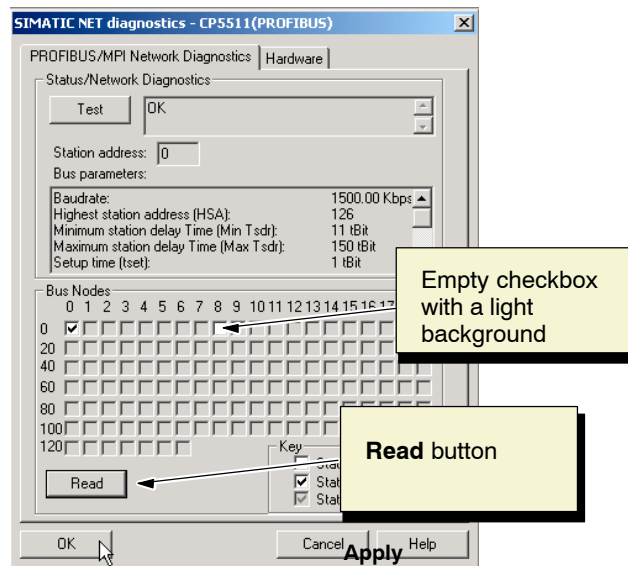 SIMATIC NET diagnostics - CP5511(PROFIBUS)
PROFIBUS/MPI Network Diagnostics Hardware
Status/Network Diagnostics
Test OK
Station address: 0
Bus parameters:
Baudrate: 1500.00 Kbps
Highest station address (HSA): 126
Minimum station delay Time (Min Tsdr): 11 tBit
Maximum station delay Time (Max Tsdr): 150 tBit
Setup time (tset): 1 tBit
Empty checkbox
with a light
background
Bus Nodes
0 1 2 3 4 5 6 7 8 9 10 11 12 13 14 15 16 17
0
20
40
60
80
100
120
Key
Read button
Read
OK Cancel Apply Help